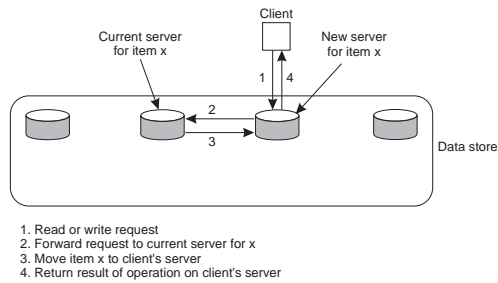 Client
Current server
for item x
New server
for item x
1
4
2
3
Data store
1. Read or write request
2. Forward request to current server for x
3. Move item x to client's server
4. Return result of operation on client's server